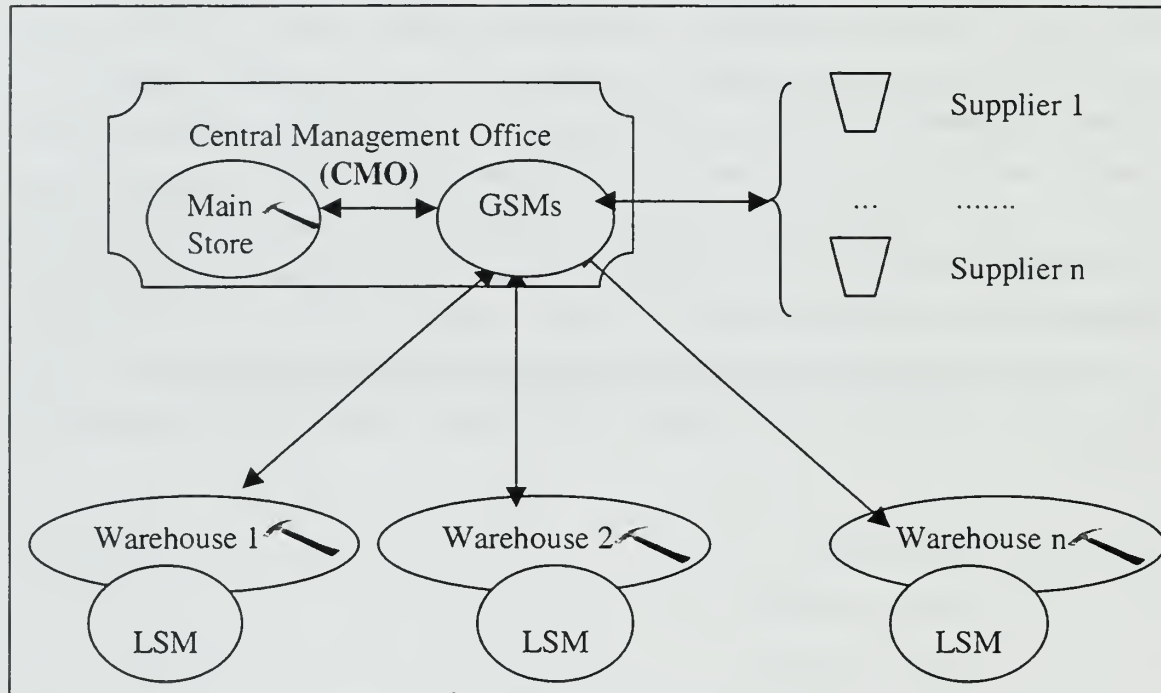 Supplier 1
Central Management Office
(CMO)
Main
Store
GSMs
... .......
Supplier n
Warehouse 1
Warehouse 2
Warehouse n
LSM
LSM
LSM